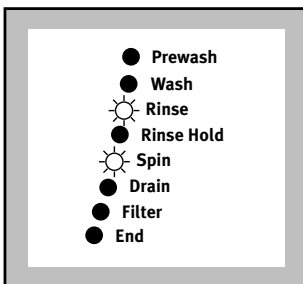 Prewash
Wash
Rinse
Rinse Hold
Spin
Drain
Filter
End